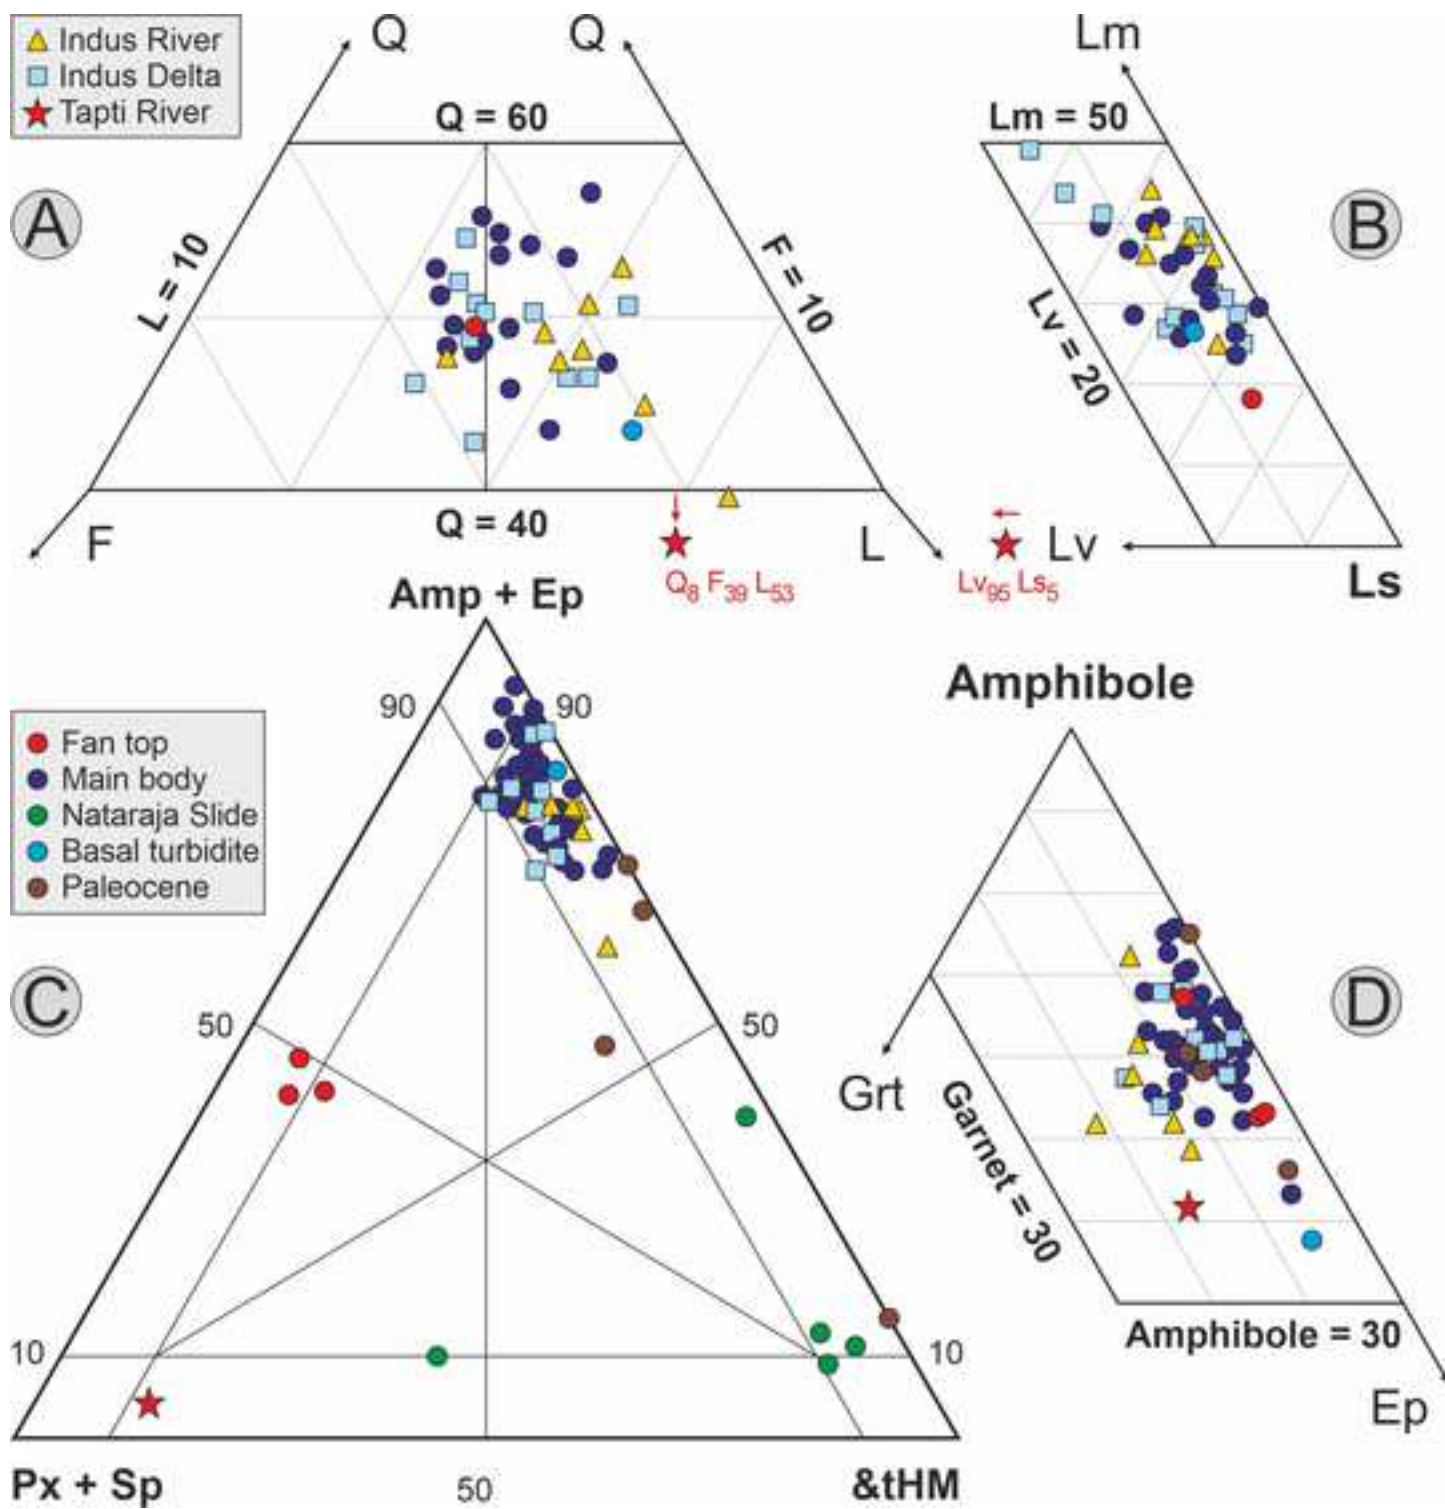 Indus River
Indus Delta
Tapti River
Q
Q
Q = 60
L = 10
F = 10
A
F
Q = 40
L
Q8 F39 L53
Lm
Lm = 50
B
Lv = 20
Lv
Ls
Lv95 Ls5
Amp + Ep
90
90
Fan top
Main body
Nataraja Slide
Basal turbidite
Paleocene
C
50
50
10
10
Px + Sp
50
&tHM
Amphibole
D
Grt
Garnet = 30
Amphibole = 30
Ep